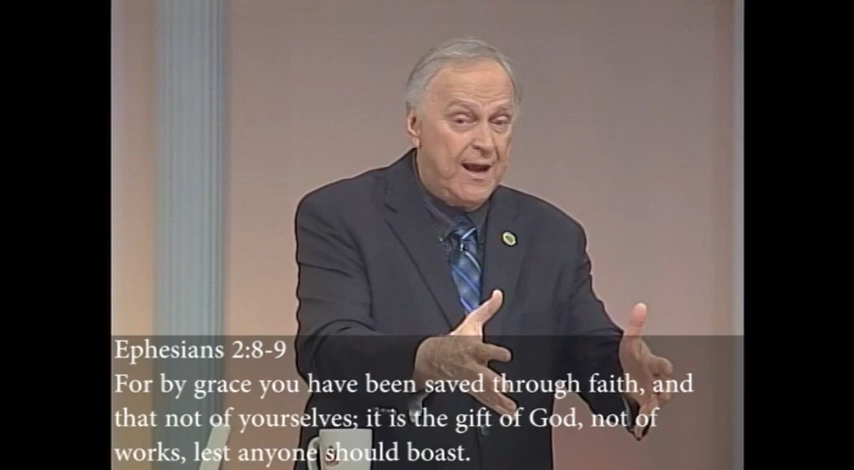 Ephesians 2:8-9
For by grace you have been saved through faith, and
that not of yourselves; it is the gift of God, not of
works, lest anyone should boast.